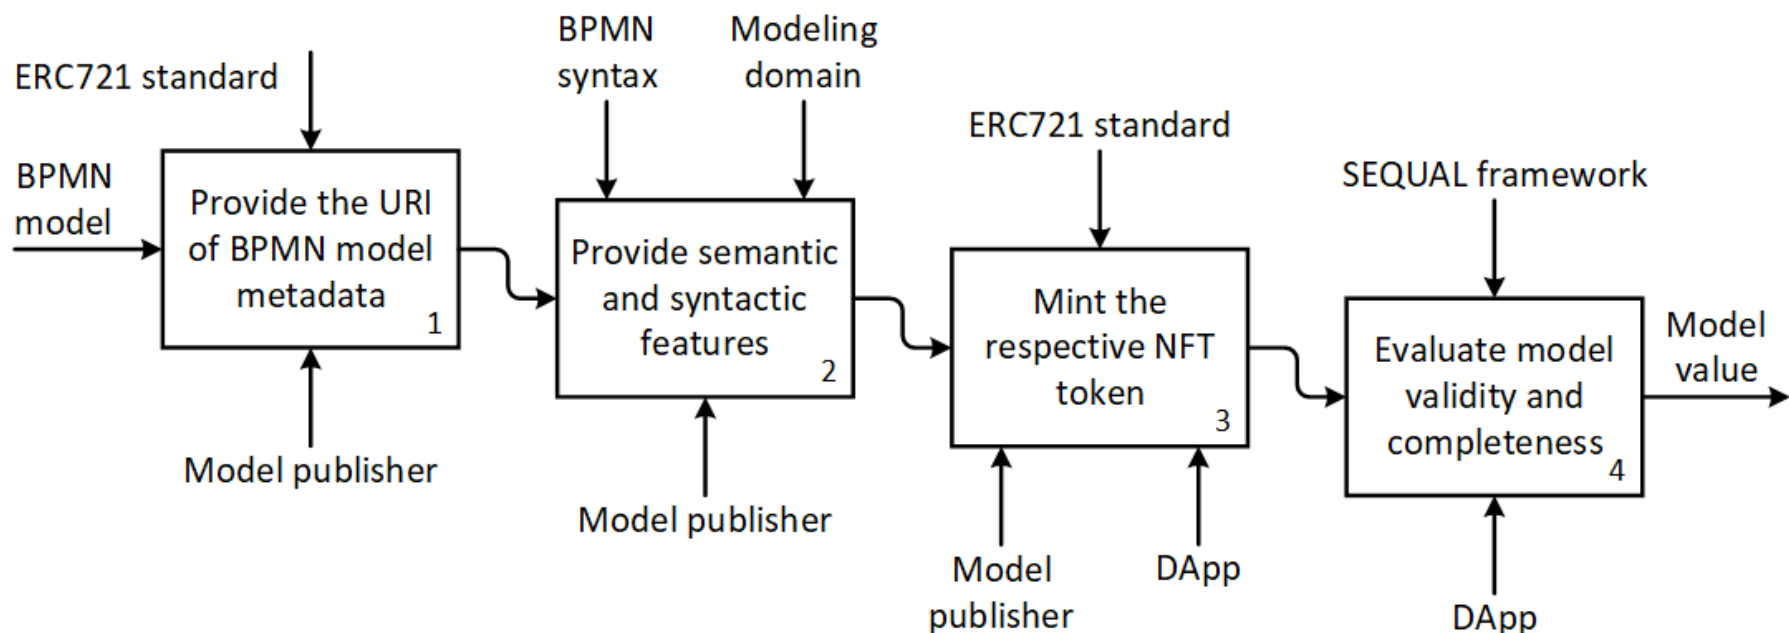 ERC721 standard
BPMN
model
Provide the URI
of BPMN model
metadata
1
Model publisher
BPMN
syntax
Modeling
domain
Provide semantic
and syntactic
features
2
Model publisher
ERC721 standard
Mint the
respective NFT
token
3
Model
publisher
DApp
SEQUAL framework
Evaluate model
validity and
completeness
4
DApp
Model
value